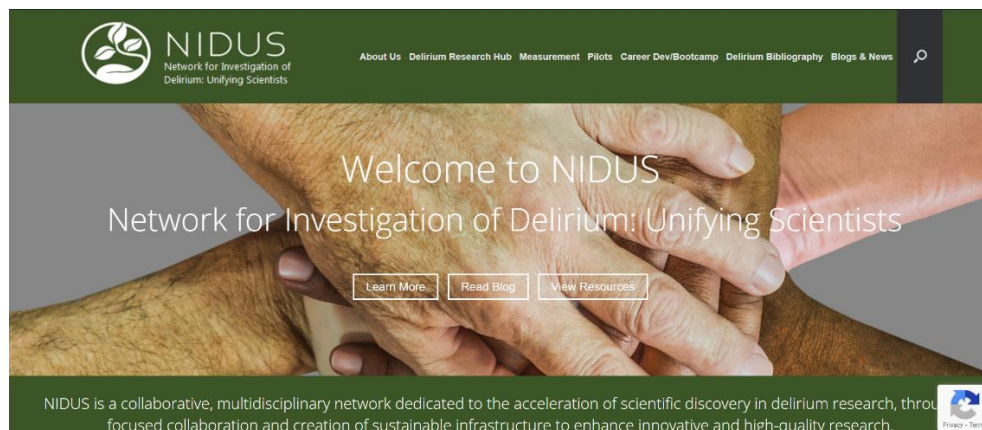 NIDUS
Network for Investigation of
Delirium: Unifying Scientists
About Us Delirium Research Hub Measurement Pilots Career Dev/Bootcamp Delirium Bibliography Blogs & News
Welcome to NIDUS
Network for Investigation of Delirium: Unifying Scientists
Learn More Read Blog View Resources
NIDUS is a collaborative, multidisciplinary network dedicated to the acceleration of scientific discovery in delirium research,
focused collaboration and creation of sustainable infrastructure to enhance innovative and high-quality research.
Privacy